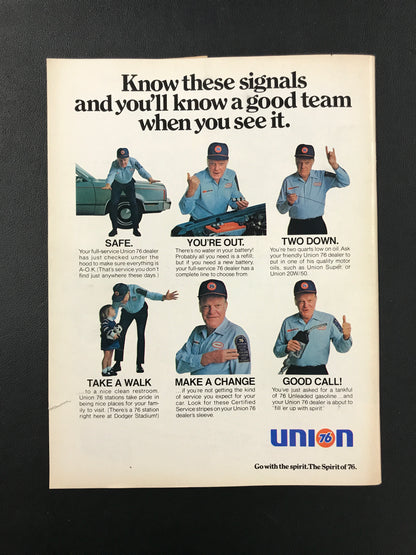 Know these signals
and you'll know a good team
when you see it.
SAFE.
Your full-service Union 76 dealer
has just checked under the
hood to make sure everything is
A-O.K. (That's service you don't
find just anywhere these days.)
YOU'RE OUT.
There's no water in your battery!
Probably all you need is a refill;
but if you need a new battery,
your full-service 76 dealer has a
complete line to choose from.
TWO DOWN.
You're two quarts low on oil. Ask
your friendly Union 76 dealer to
put in one of his quality motor
oils, such as Union Super, or
Union 20W/50.
TAKE A WALK
...to a nice clean restroom.
Union 76 stations take pride in
being nice places for your fam-
ily to visit. (There's a 76 station
right here at Dodger Stadium!)
MAKE A CHANGE
...if you're not getting the kind
of service you expect for your
car. Look for these Certified
Service stripes on your Union 76
dealer's sleeve.
GOOD CALL!
You've just asked for a tankful
of 76 Unleaded gasoline...and
your Union 76 dealer is about to
"fill 'er up with spirit!"
union
76
Go with the spirit. The Spirit of 76.